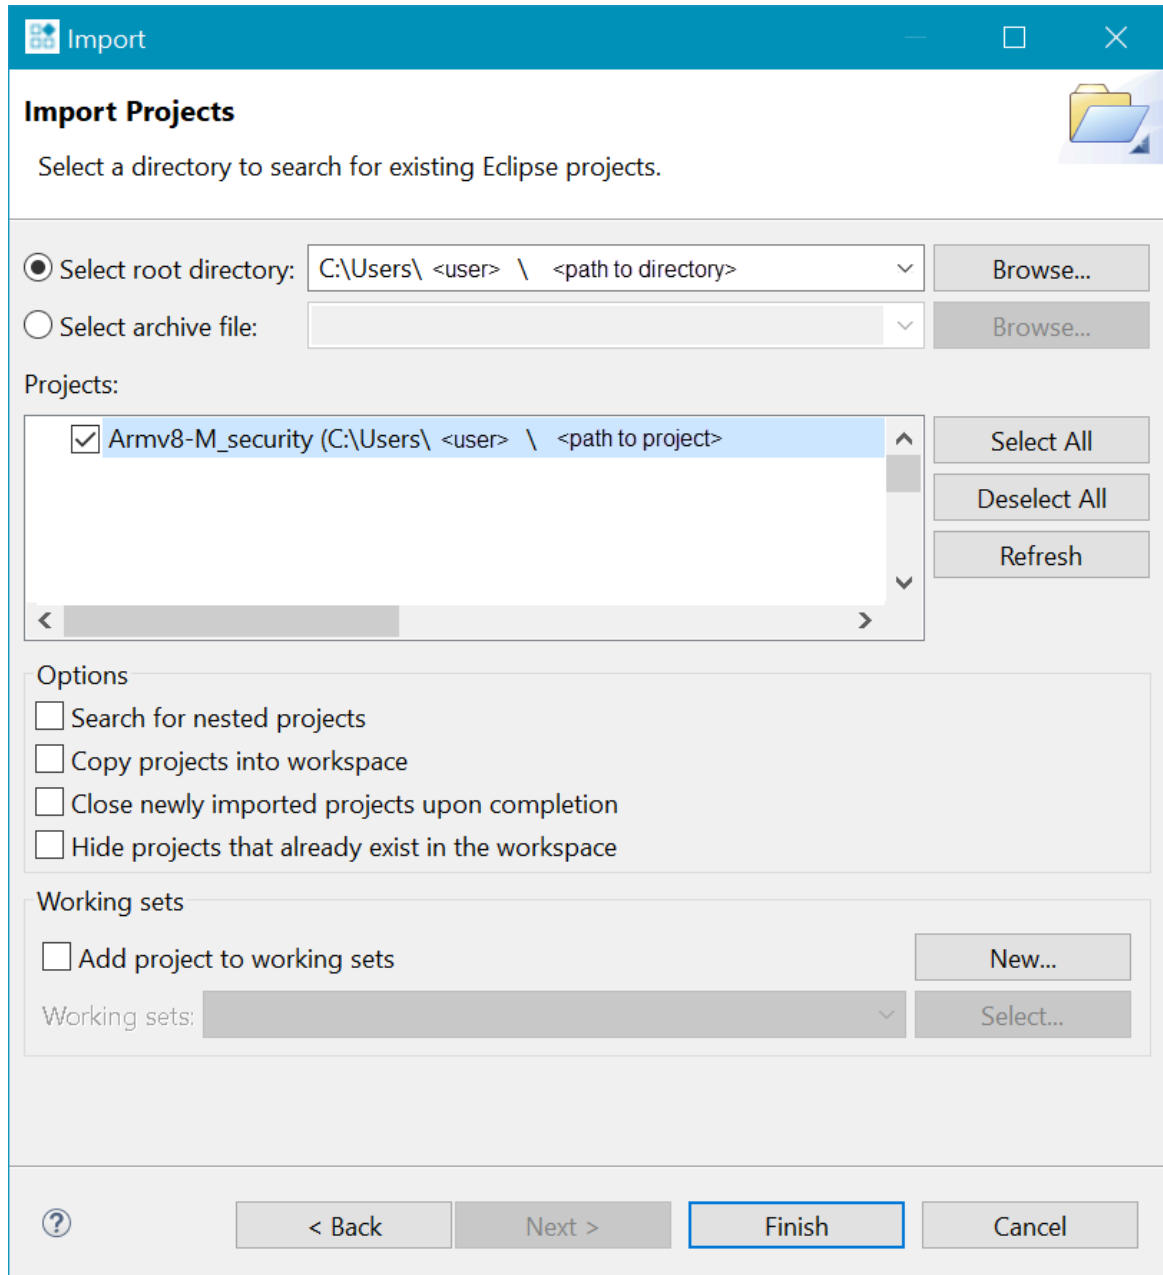 Import
Import Projects
Select a directory to search for existing Eclipse projects.
Select root directory: C:\Users\ <user> \ <path to directory> Browse...
Select archive file: Browse...
Projects:
Armv8-M_security (C:\Users\ <user> \ <path to project> Select All
Deselect All
Refresh
Options
Search for nested projects
Copy projects into workspace
Close newly imported projects upon completion
Hide projects that already exist in the workspace
Working sets
Add project to working sets New...
Working sets: Select...
? < Back Next > Finish Cancel